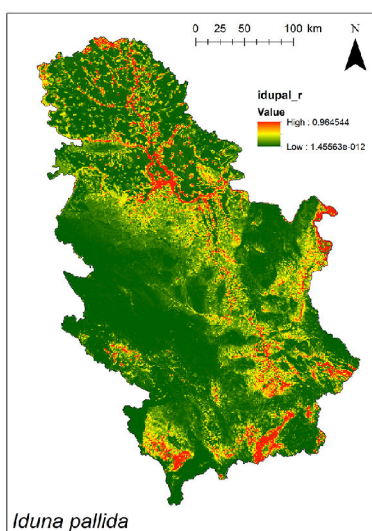 0 25 50 100 km
N
idupal_r
Value
High : 0.964544
Low : 1.45563e-012
Iduna pallida